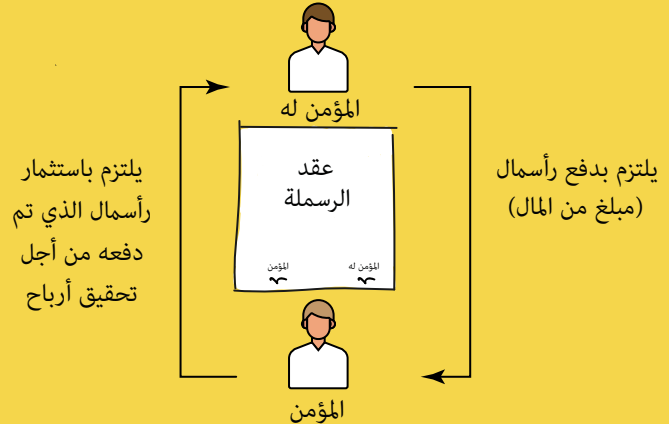 المؤمن له
يلتزم بدفع رأسمال
(مبلغ من المال)
عقد
الرسملة
المؤمن له
المؤمن
يلتزم باستثمار
رأسمال الذي تم
دفعه من أجل
تحقيق أرباح
المؤمن